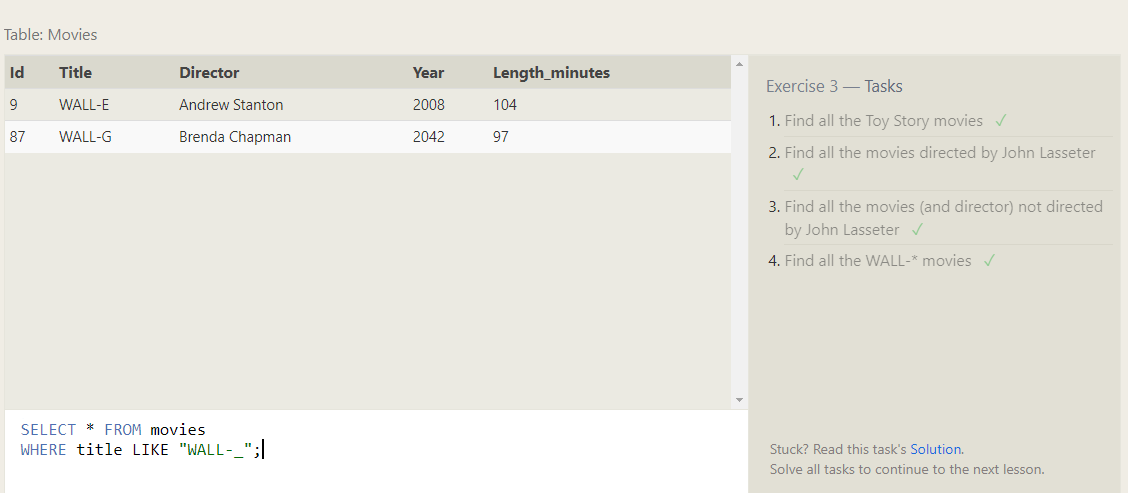 Table: Movies
Id Title Director Year Length_minutes
9 WALL-E Andrew Stanton 2008 104
87 WALL-G Brenda Chapman 2042 97
SELECT * FROM movies
WHERE title LIKE "WALL-_";
Exercise 3 — Tasks
1. Find all the Toy Story movies ✓
2. Find all the movies directed by John Lasseter
✓
3. Find all the movies (and director) not directed
by John Lasseter ✓
4. Find all the WALL-* movies ✓
Stuck? Read this task's Solution.
Solve all tasks to continue to the next lesson.